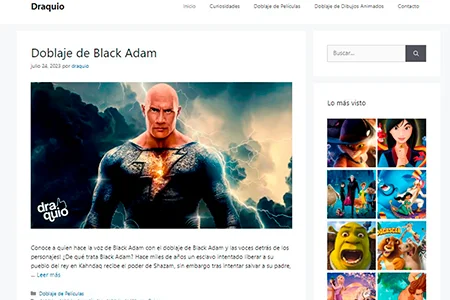 Draquio
Inicio Curiosidades Doblaje de Películas Doblaje de Dibujos Animados Contacto
Doblaje de Black Adam
julio 26, 2023 por draquio
Buscar...
Lo más visto
dra
quio
Conoce a quien hace la voz de Black Adam con el doblaje de Black Adam y las voces detrás de los
personajes! ¿De que trata Black Adam? Hace miles de años un esclavo intentado liberar a su
pueblo del rey en Kahndaq recibe el poder de Shazam, sin embargo tras intentar salvar a su padre,
... Leer más
Doblaje de Películas